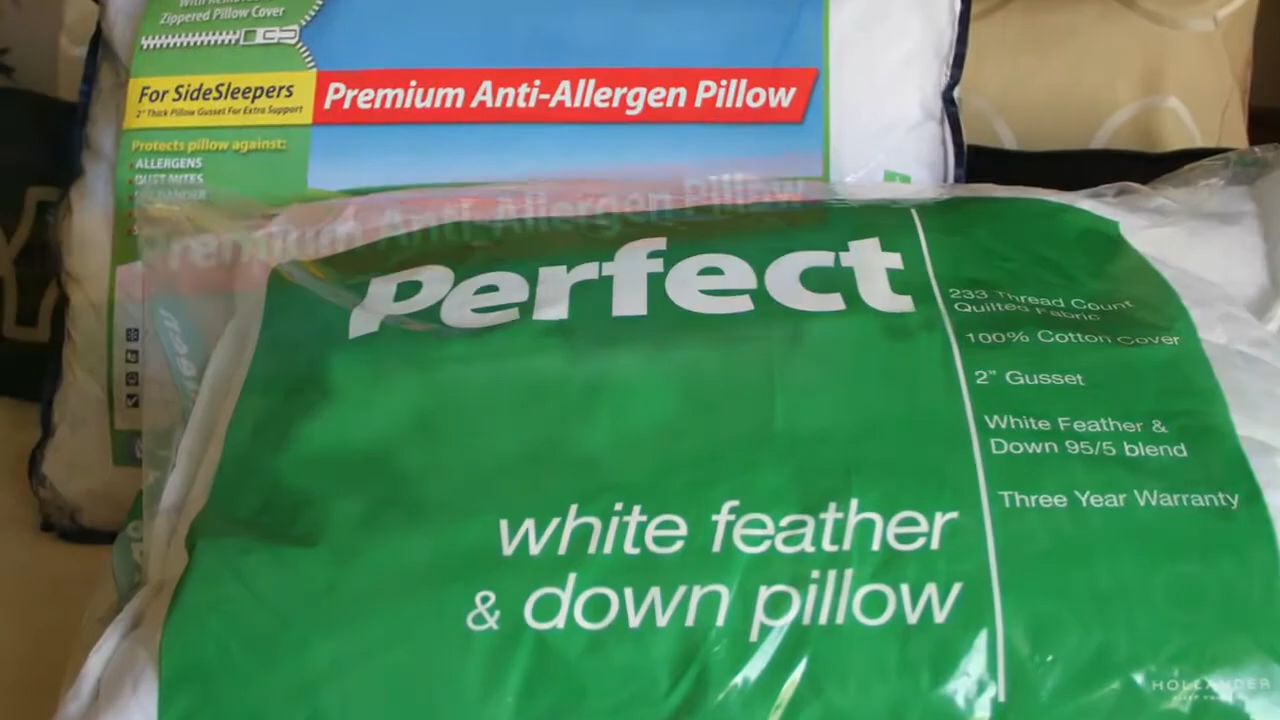 Zippered Pillow Cover
For SideSleepers
2" Thick Pillow Gusset For Extra Support
Premium Anti-Allergen Pillow
Protects pillow against:
ALLERGENS
DUST MITES
Premium Anti-Allergen Pillow
Perfect
233 Thread Count
Quilted Fabric
100% Cotton Cover
2" Gusset
White Feather &
Down 95/5 blend
Three Year Warranty
white feather
& down pillow
HOLLANDER